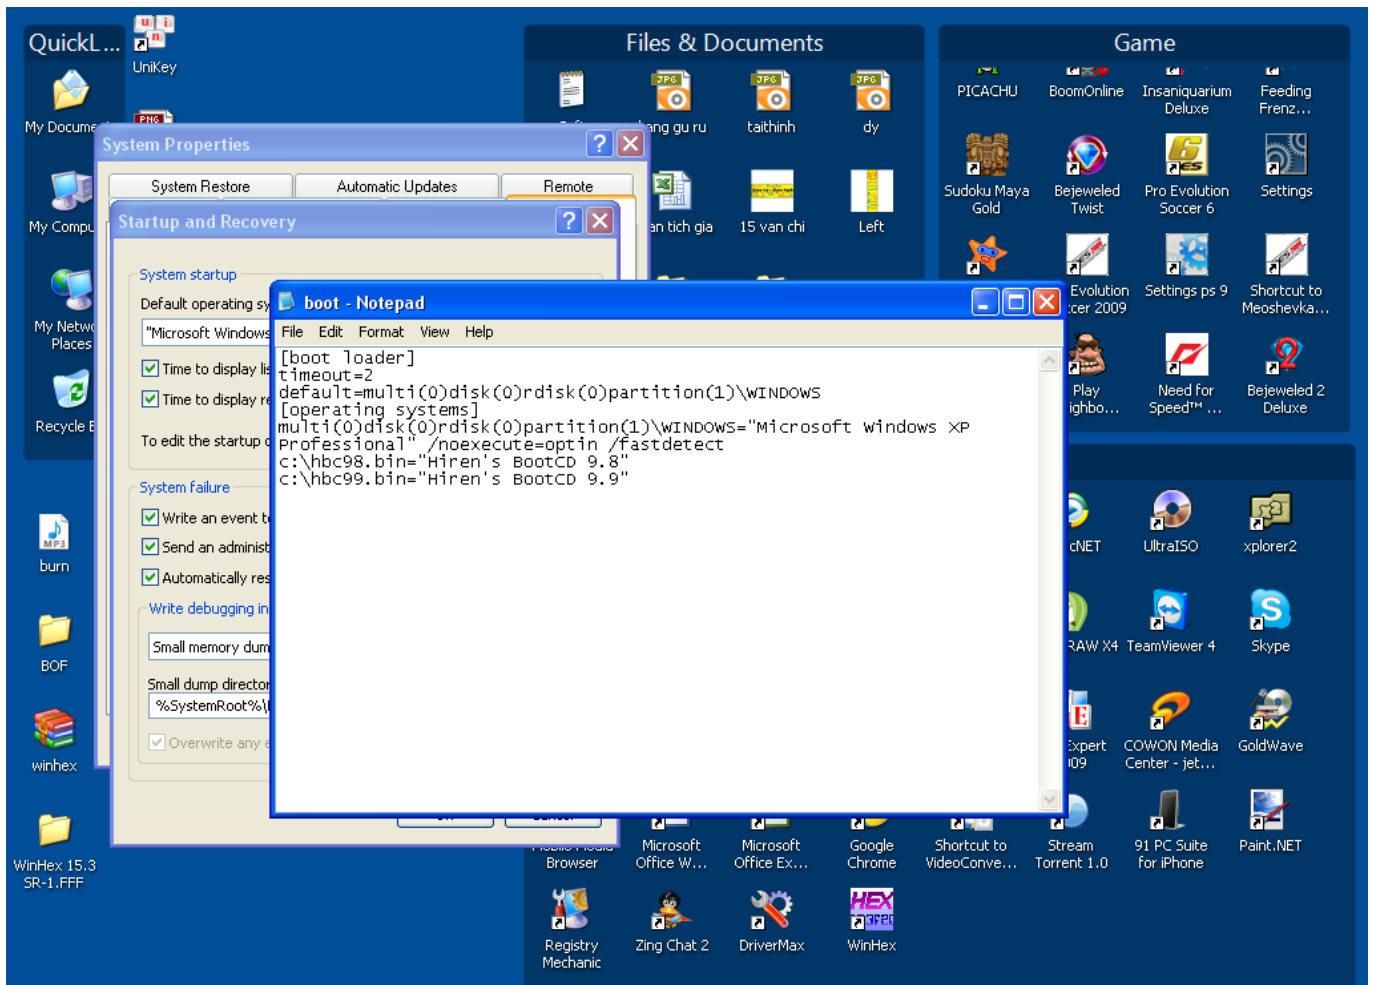 QuickL...
My Docume
My Compu
My Netwo
Places
Recycle B
MP3
burn
BOF
winhex
WinHex 15.3
SR-1.FFF
u i
n
UniKey
PNG
System Properties
System Restore
Automatic Updates
Remote
Startup and Recovery
System startup
Default operating sy
"Microsoft Windows
Time to display lis
Time to display re
To edit the startup o
System failure
Write an event to
Send an administ
Automatically res
Write debugging in
Small memory dum
Small dump director
%SystemRoot%\
Overwrite any e
boot - Notepad
File Edit Format View Help
[boot loader]
timeout=2
default=multi(0)disk(0)rdisk(0)partition(1)\WINDOWS
[operating systems]
multi(0)disk(0)rdisk(0)partition(1)\WINDOWS="Microsoft Windows XP
Professional" /noexecute=optin /fastdetect
c:\hbc98.bin="Hiren's BootCD 9.8"
c:\hbc99.bin="Hiren's BootCD 9.9"
Files & Documents
JPG
JPG
JPG
ang gu ru
taithinh
dy
an tich gia
15 van chi
Left
Game
PICACHU
BoomOnline
Insaniquarium
Deluxe
Feeding
Frenz...
Sudoku Maya
Gold
Bejeweled
Twist
6
ES
Pro Evolution
Soccer 6
Settings
Evolution
cer 2009
Settings ps 9
Shortcut to
Meoshevka...
Play
ighbo...
Need for
Speed™ ...
Bejeweled 2
Deluxe
cNET
UltraISO
xplorer2
RAW X4
TeamViewer 4
Skype
Expert
09
COWON Media
Center - jet...
GoldWave
Browser
Microsoft
Office W...
Microsoft
Office Ex...
Google
Chrome
Shortcut to
VideoConve...
Stream
Torrent 1.0
91 PC Suite
for iPhone
Paint.NET
Registry
Mechanic
Zing Chat 2
DriverMax
HEX
WinHex